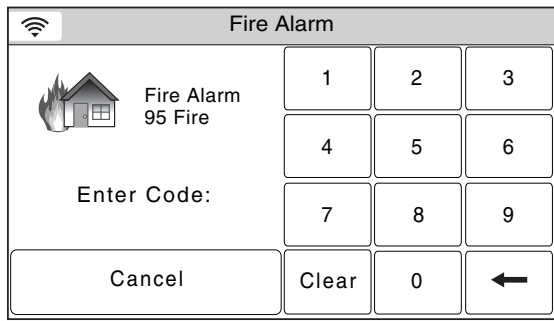 Fire Alarm
Fire Alarm
95 Fire
Enter Code:
1 2 3
4 5 6
7 8 9
Cancel Clear 0